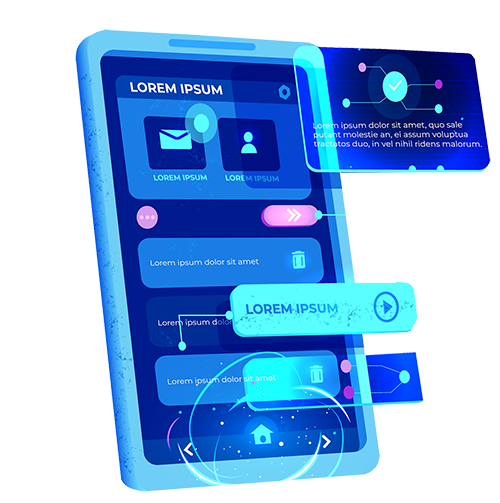 LOREM IPSUM
LOREM IPSUM
LOREM IPSUM
Lorem ipsum dolor sit amet, quo sale
putant molestie an, ei assum voluptua
tractatos duo, in vel nihil ridens malorum.
Lorem ipsum dolor sit amet
LOREM IPSUM
Lorem ipsum dolo
Lorem ipsum dolor sit amet